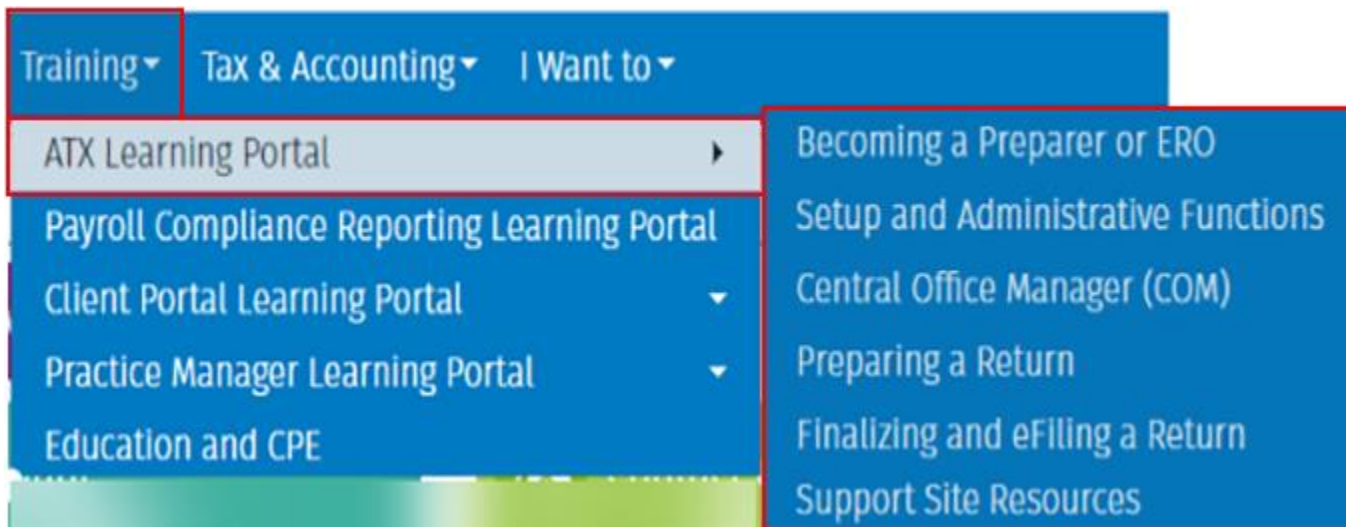 Training Tax & Accounting I Want to
ATX Learning Portal
Payroll Compliance Reporting Learning Portal
Client Portal Learning Portal
Practice Manager Learning Portal
Education and CPE
Becoming a Preparer or ERO
Setup and Administrative Functions
Central Office Manager (COM)
Preparing a Return
Finalizing and eFiling a Return
Support Site Resources